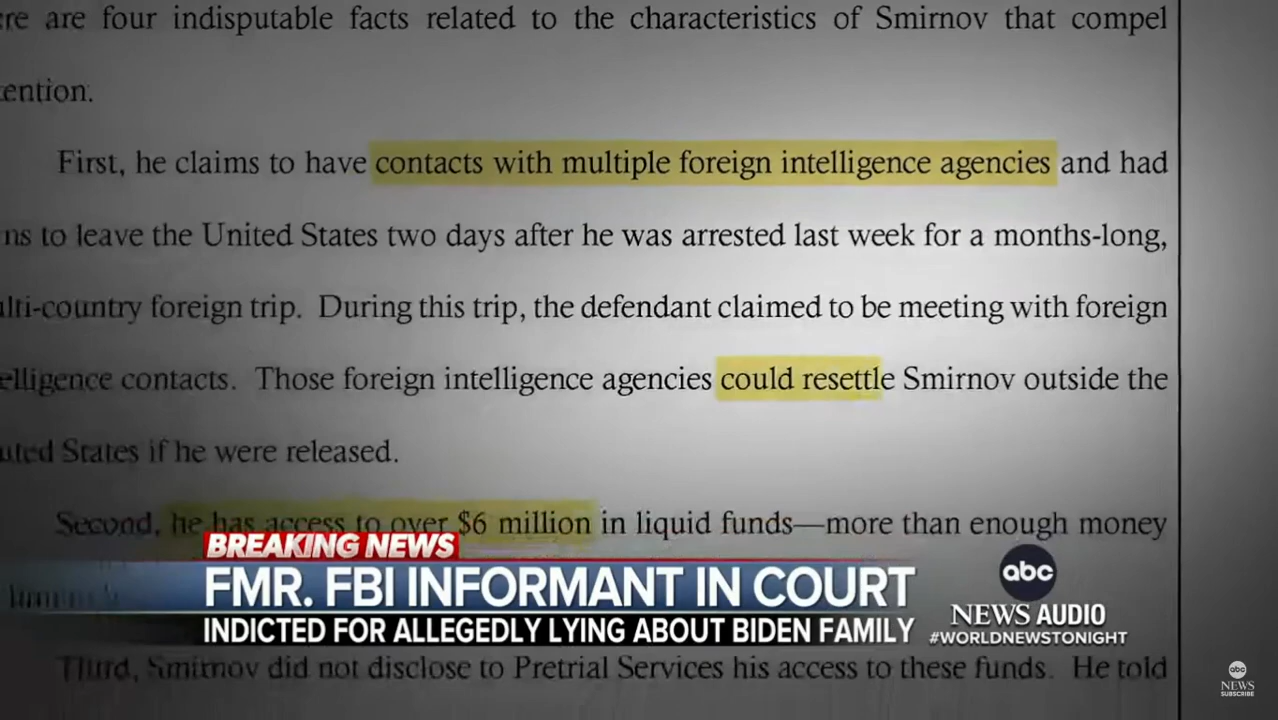 re are four indisputable facts related to the characteristics of Smirnov that compel
tention.
First, he claims to have contacts with multiple foreign intelligence agencies and had
ns to leave the United States two days after he was arrested last week for a months-long,
lti-country foreign trip. During this trip, the defendant claimed to be meeting with foreign
elligence contacts. Those foreign intelligence agencies could resettle Smirnov outside the
ited States if he were released.
Second, he has access to over $6 million in liquid funds—more than enough money
BREAKING NEWS
FMR. FBI INFORMANT IN COURT
INDICTED FOR ALLEGEDLY LYING ABOUT BIDEN FAMILY
abc
NEWS AUDIO
#WORLDNEWSTONIGHT
Third, Smirnov did not disclose to Pretrial Services his access to these funds. He told
abc
NEWS
SUBSCRIBE